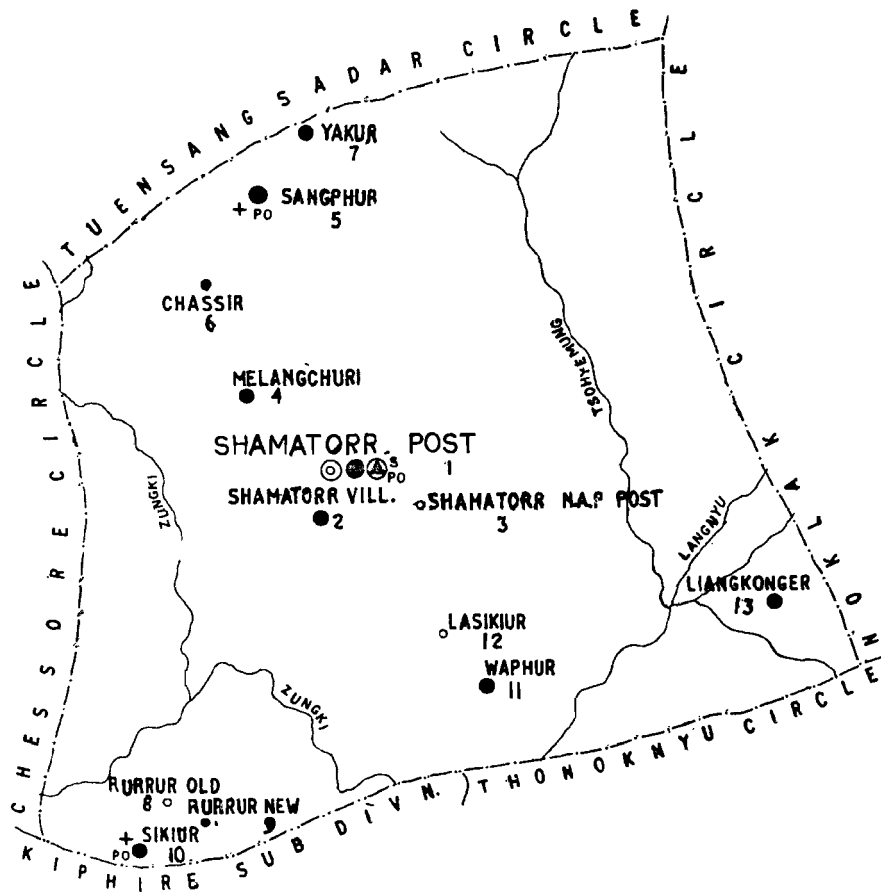 TUENSANG SADAR CIRCLE
YAKUR
7
SANGPHUR
PO
5
CHASSIR
6
MELANGCHURI
4
SHAMATORR POST
S
PO
1
SHAMATORR VILL.
2
SHAMATORR N.A.P POST
3
TSOHYEMUNG
ZUNGKI
LANGNYU
LIANGKONGER
13
LASIKIUR
12
WAPHUR
11
ZUNGKI
RURRUR OLD
8
RURRUR NEW
9
SIKIUR
PO
10
CHESSORE CIRCLE
NOKLAK CIRCLE
KIPHIRE SUB DIVN.
THONOKNYU CIRCLE